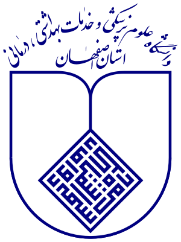 دانشگاه علوم پزشکی و خدمات بهداشتی، درمانی
استان اصفهان